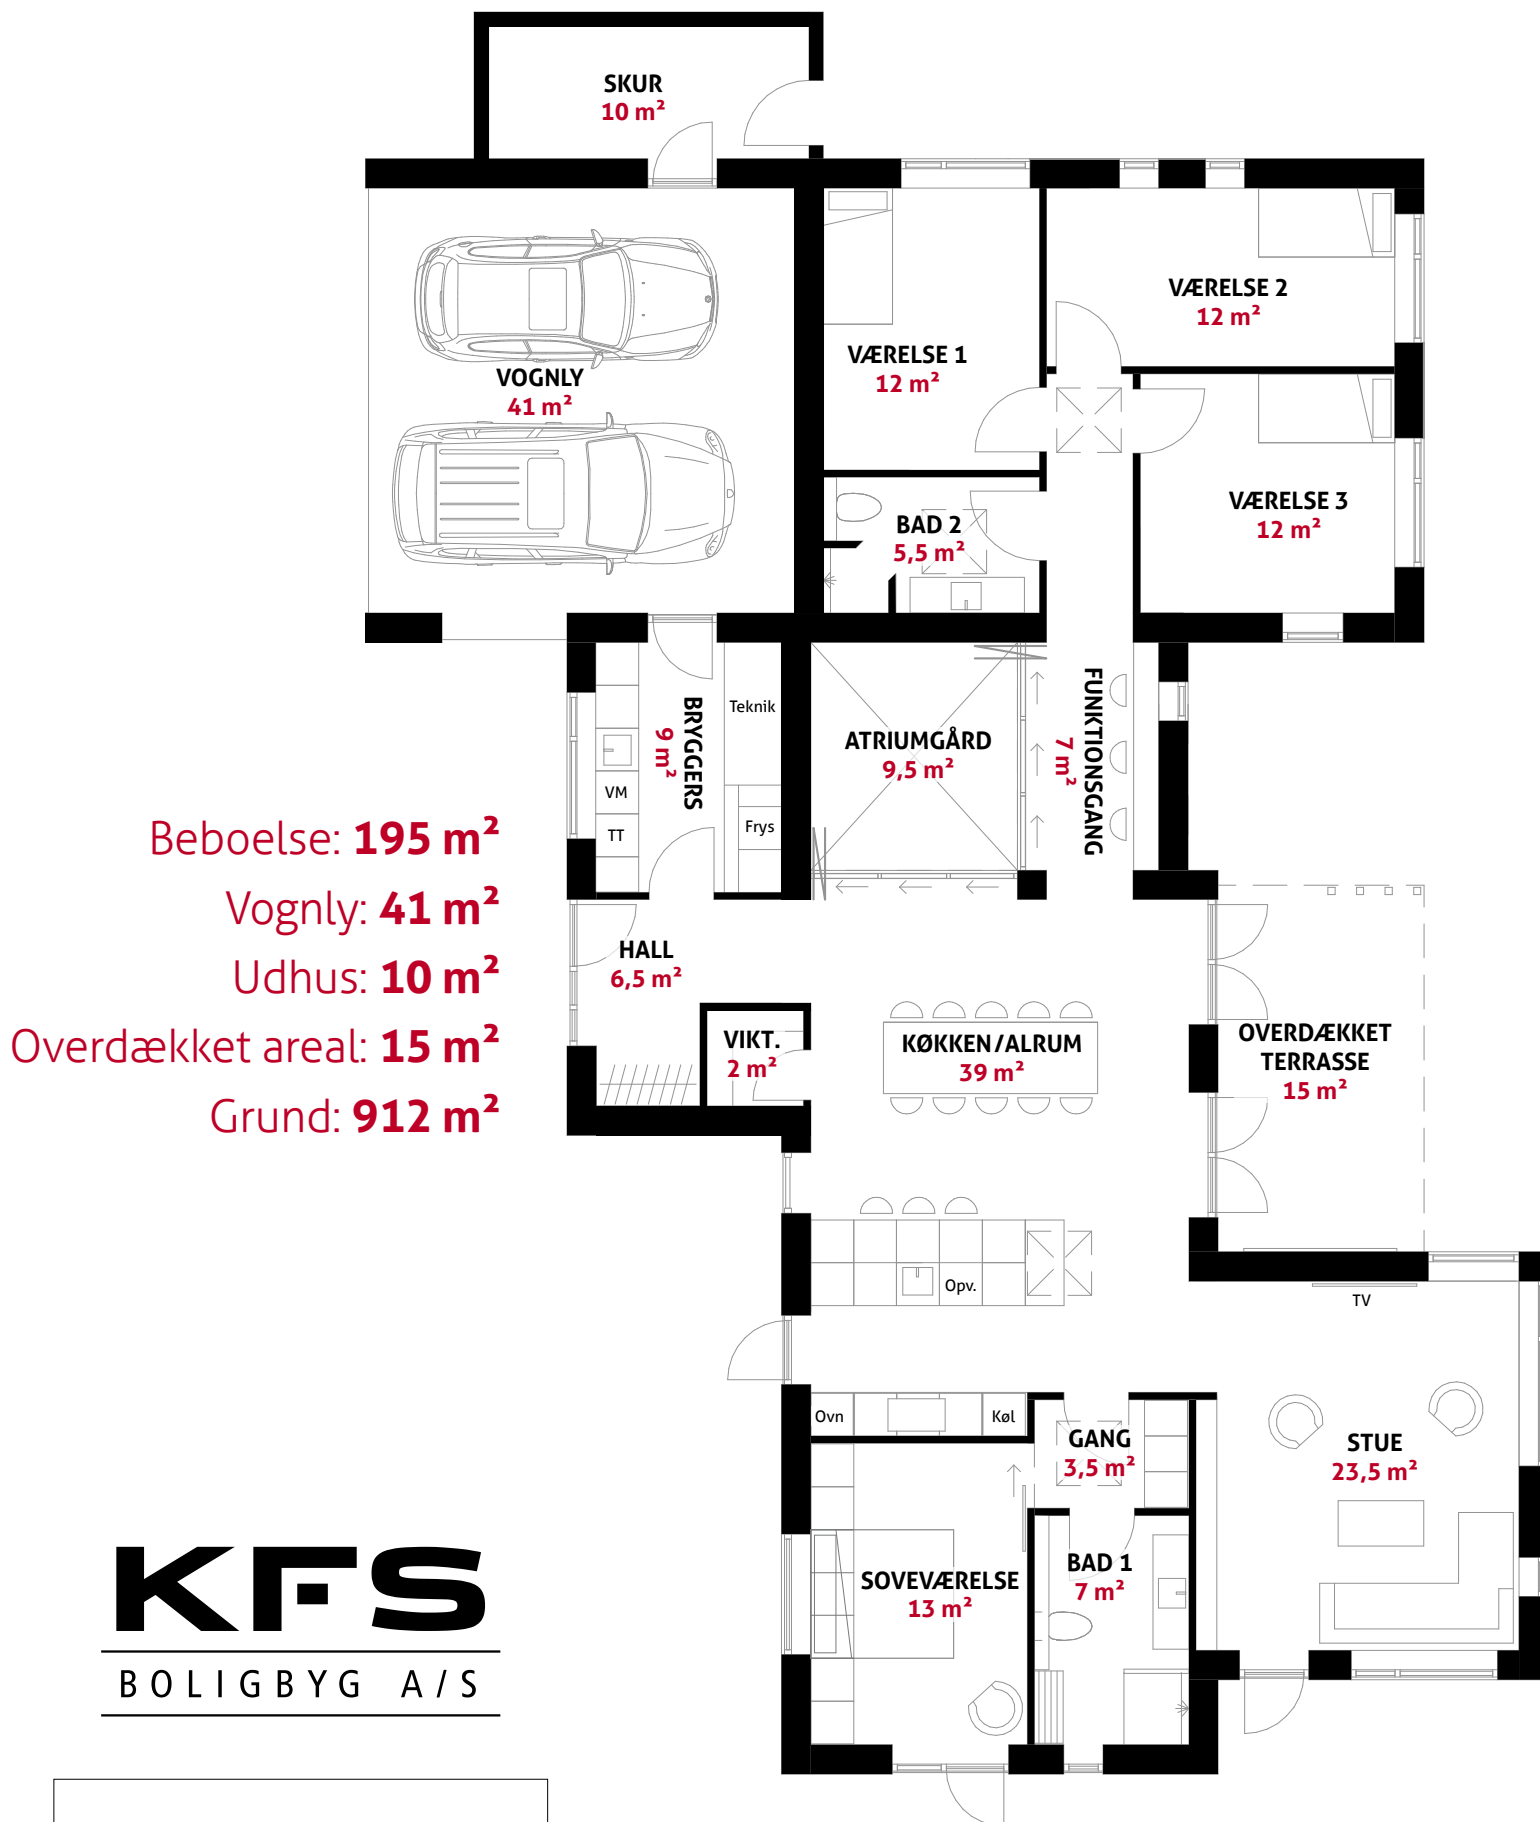 SKUR
10 m²
VOGNLY
41 m²
VÆRELSE 1
12 m²
VÆRELSE 2
12 m²
VÆRELSE 3
12 m²
BAD 2
5,5 m²
BRYGGERS
9 m²
Teknik
VM
TT
Frys
ATRIUMGÅRD
9,5 m²
FUNKTIONSGANG
7 m²
Beboelse: 195 m²
Vognly: 41 m²
Udhus: 10 m²
Overdækket areal: 15 m²
Grund: 912 m²
HALL
6,5 m²
VIKT.
2 m²
KØKKEN/ALRUM
39 m²
OVERDÆKKET
TERRASSE
15 m²
Opv.
TV
Ovn
Køl
GANG
3,5 m²
STUE
23,5 m²
SOVEVÆRELSE
13 m²
BAD 1
7 m²
KFS
BOLIGBYG A/S